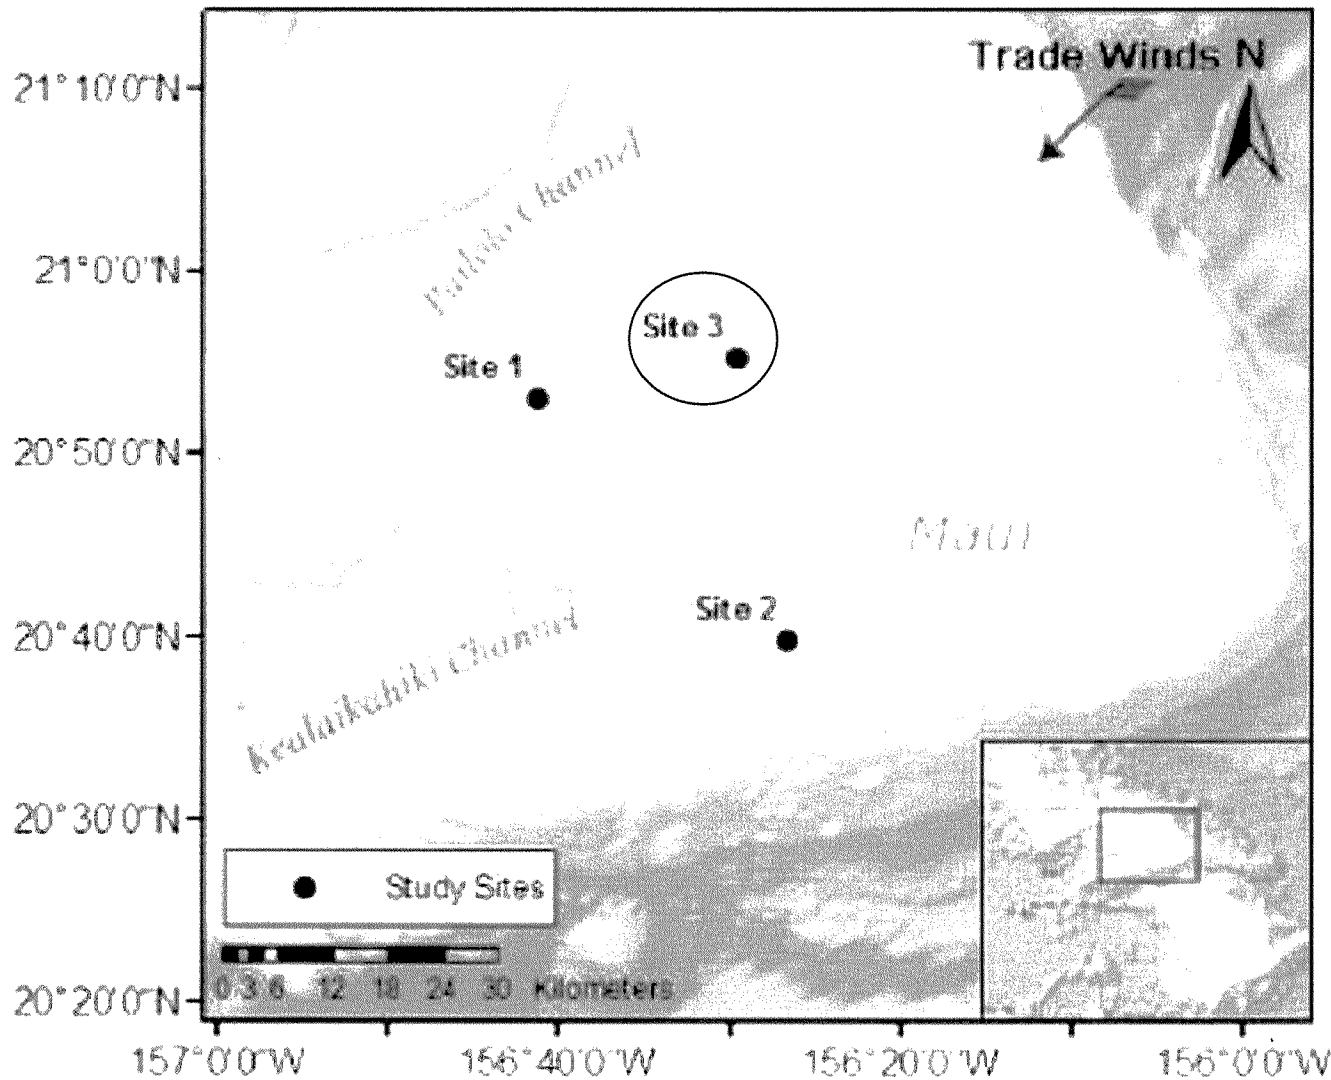 Trade Winds N
21°10'0"N
Pailolo Channel
21°0'0"N
Site 3
Site 1
20°50'0"N
Maui
Site 2
20°40'0"N
Kealaikahiki Channel
20°30'0"N
Study Sites
0 3 6 12 18 24 30 Kilometers
20°20'0"N
157°0'0"W 156°40'0"W 156°20'0"W 156°0'0"W